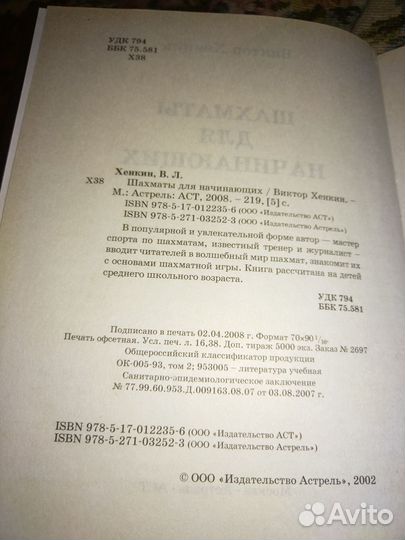 УДК 794
ББК 75.581
Х38
ШАХМАТЫ
ДЛЯ
НАЧИНАЮЩИХ
Хенкин, В. Л.
Х38 Шахматы для начинающих / Виктор Хенкин. –
М.: Астрель: АСТ, 2008. – 219, [5] с.
ISBN 978-5-17-012235-6 (ООО «Издательство АСТ»)
ISBN 978-5-271-03252-3 (ООО «Издательство Астрель»)
В популярной и увлекательной форме автор — мастер
спорта по шахматам, известный тренер и журналист –
вводит читателей в волшебный мир шахмат, знакомит их
с основами шахматной игры. Книга рассчитана на детей
среднего школьного возраста.
УДК 794
ББК 75.581
Подписано в печать 02.04.2008 г. Формат 70х90 1/16.
Печать офсетная. Усл. печ. л. 16,38. Доп. тираж 5000 экз. Заказ № 2697
Общероссийский классификатор продукции
ОК-005-93, том 2; 953005 – литература учебная
Санитарно-эпидемиологическое заключение
№ 77.99.60.953.Д.009163.08.07 от 03.08.2007 г.
ISBN 978-5-17-012235-6 (ООО «Издательство АСТ»)
ISBN 978-5-271-03252-3 (ООО «Издательство Астрель»)
© ООО «Издательство Астрель», 2002
Avito